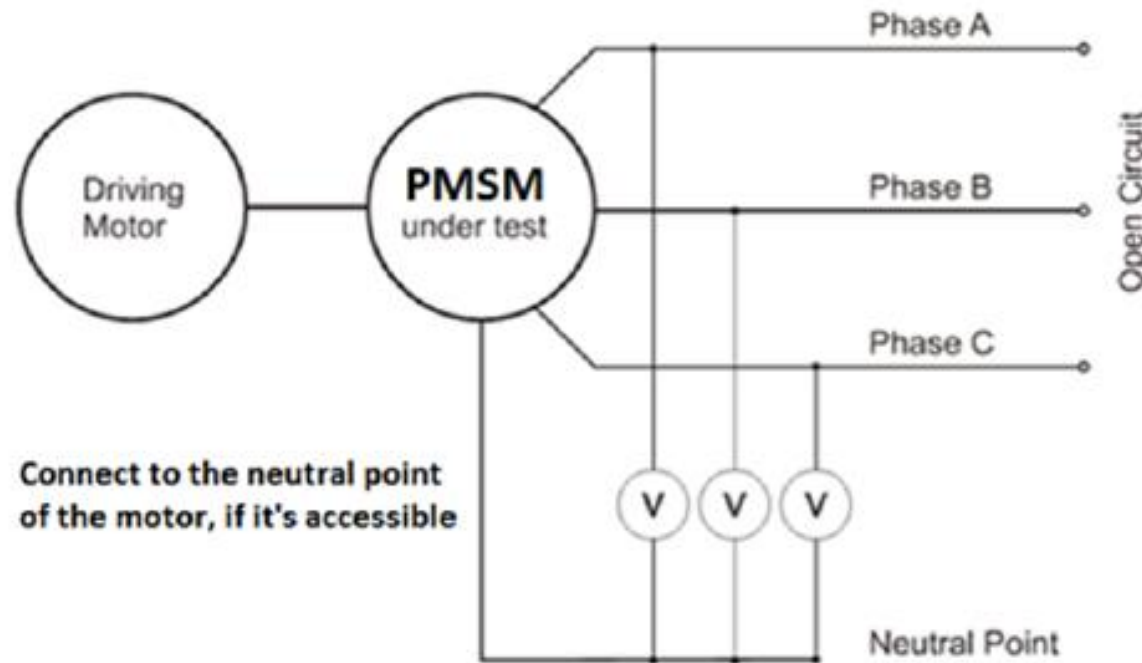 Phase A
Driving
Motor
PMSM
under test
Phase B
Open Circuit
Phase C
Connect to the neutral point
of the motor, if it's accessible
V V V
Neutral Point